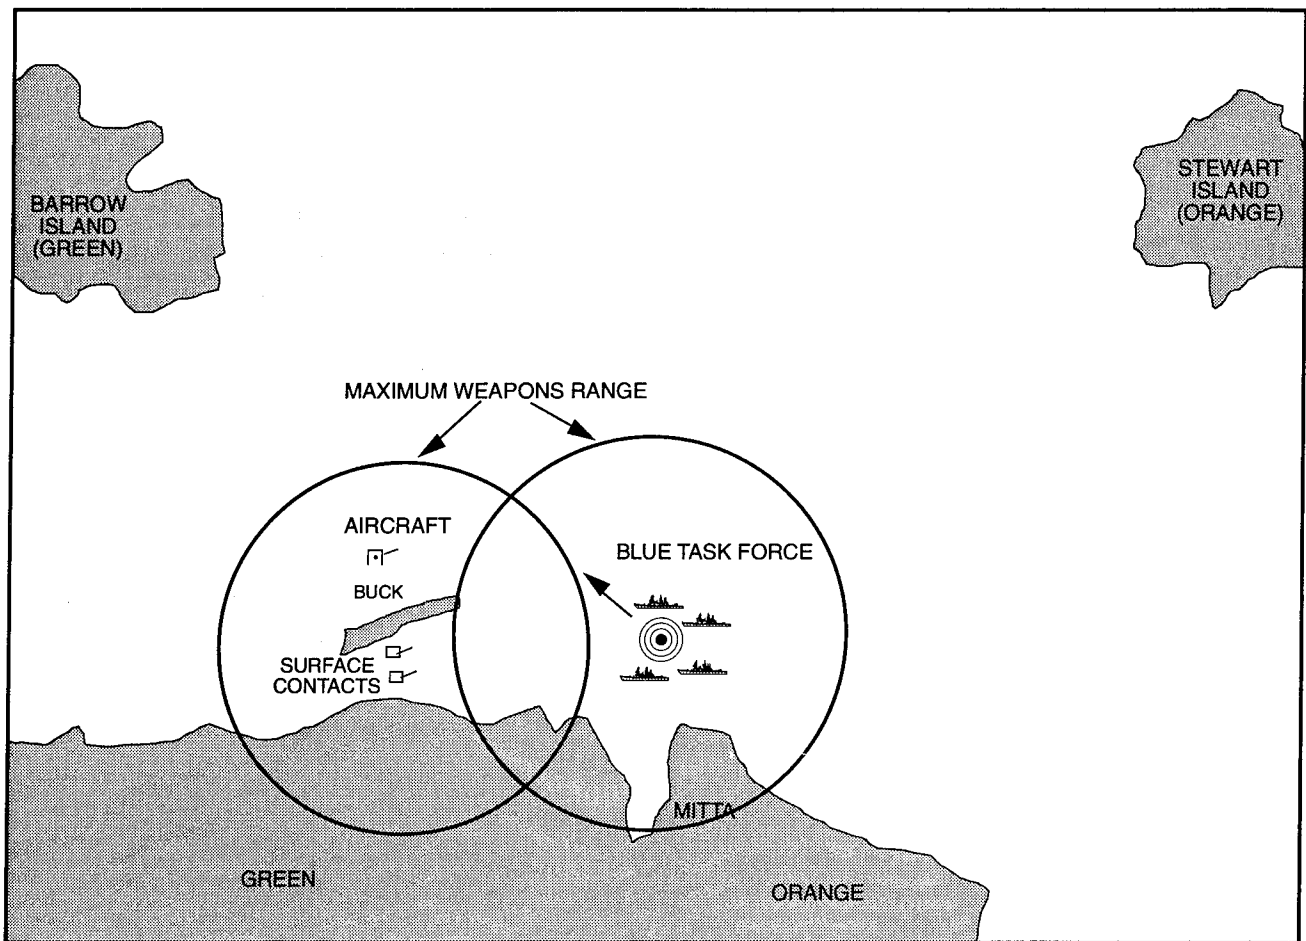 BARROW
ISLAND
(GREEN)
STEWART
ISLAND
(ORANGE)
MAXIMUM WEAPONS RANGE
AIRCRAFT
BLUE TASK FORCE
BUCK
SURFACE
CONTACTS
MITTA
GREEN
ORANGE